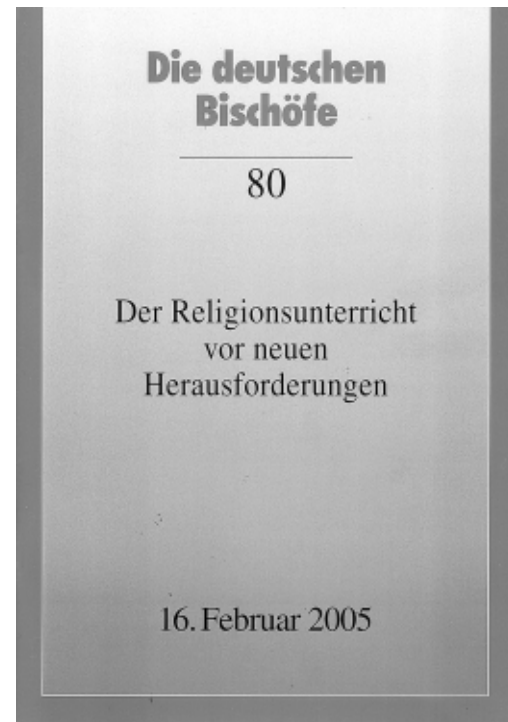 Die deutschen
Bischöfe
80
Der Religionsunterricht
vor neuen
Herausforderungen
16. Februar 2005